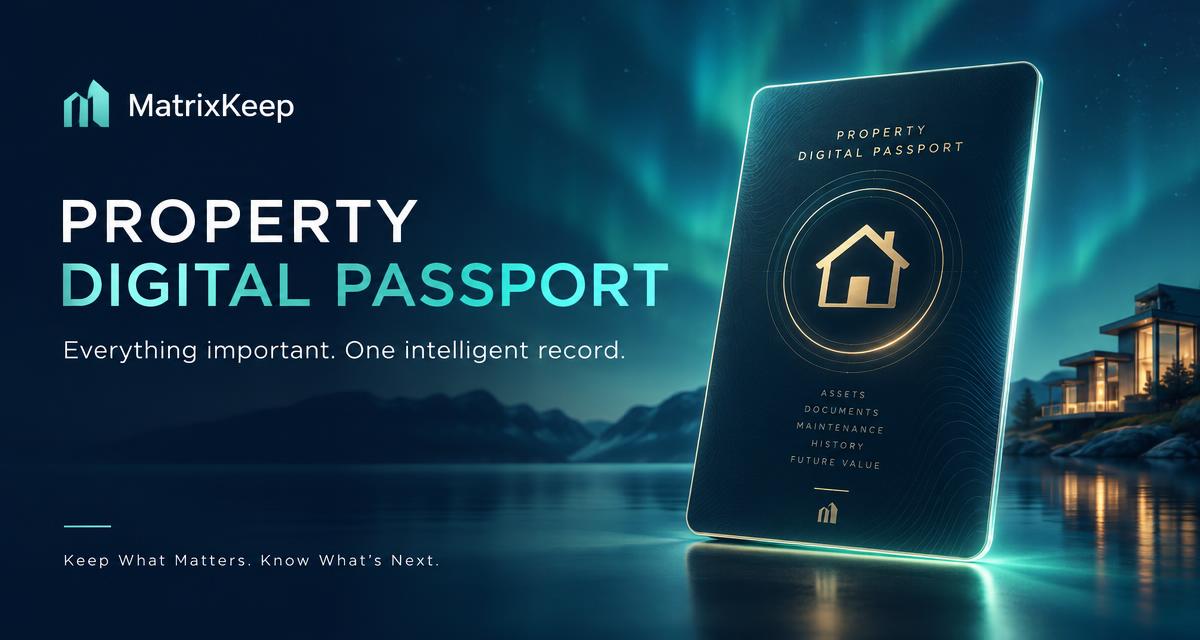 MatrixKeep
PROPERTY
DIGITAL PASSPORT
Everything important. One intelligent record.
Keep What Matters. Know What's Next.
PROPERTY
DIGITAL PASSPORT
ASSETS
DOCUMENTS
MAINTENANCE
HISTORY
FUTURE VALUE